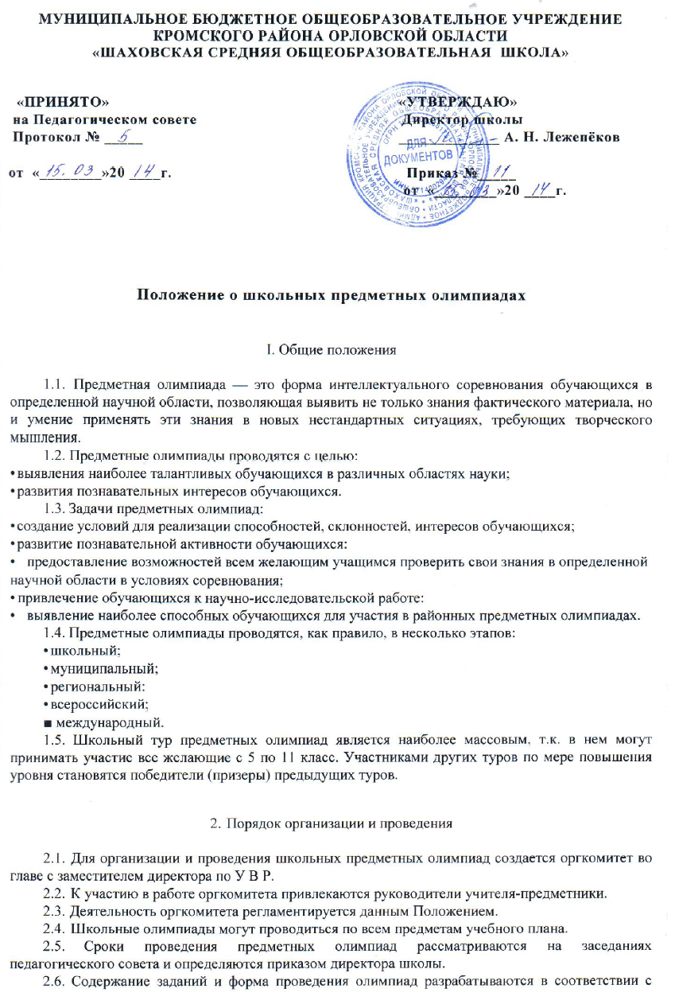 МУНИЦИПАЛЬНОЕ БЮДЖЕТНОЕ ОБЩЕОБРАЗОВАТЕЛЬНОЕ УЧРЕЖДЕНИЕ
КРОМСКОГО РАЙОНА ОРЛОВСКОЙ ОБЛАСТИ
«ШАХОВСКАЯ СРЕДНЯЯ ОБЩЕОБРАЗОВАТЕЛЬНАЯ ШКОЛА»
«ПРИНЯТО»
на Педагогическом совете
Протокол № 5
от «15.03»20 14 г.
«УТВЕРЖДАЮ»
Директор школы
А. Н. Лежепёков
Приказ № 11
от « 03»20 14 г.
ДЛЯ
ДОКУМЕНТОВ
Положение о школьных предметных олимпиадах
I. Общие положения
1.1. Предметная олимпиада — это форма интеллектуального соревнования обучающихся в
определенной научной области, позволяющая выявить не только знания фактического материала, но
и умение применять эти знания в новых нестандартных ситуациях, требующих творческого
мышления.
1.2. Предметные олимпиады проводятся с целью:
•выявления наиболее талантливых обучающихся в различных областях науки;
•развития познавательных интересов обучающихся.
1.3. Задачи предметных олимпиад:
•создание условий для реализации способностей, склонностей, интересов обучающихся;
•развитие познавательной активности обучающихся:
• предоставление возможностей всем желающим учащимся проверить свои знания в определенной
научной области в условиях соревнования;
•привлечение обучающихся к научно-исследовательской работе:
• выявление наиболее способных обучающихся для участия в районных предметных олимпиадах.
1.4. Предметные олимпиады проводятся, как правило, в несколько этапов:
•школьный;
•муниципальный;
•региональный:
•всероссийский;
■ международный.
1.5. Школьный тур предметных олимпиад является наиболее массовым, т.к. в нем могут
принимать участие все желающие с 5 по 11 класс. Участниками других туров по мере повышения
уровня становятся победители (призеры) предыдущих туров.
2. Порядок организации и проведения
2.1. Для организации и проведения школьных предметных олимпиад создается оргкомитет во
главе с заместителем директора по У В Р.
2.2. К участию в работе оргкомитета привлекаются руководители учителя-предметники.
2.3. Деятельность оргкомитета регламентируется данным Положением.
2.4. Школьные олимпиады могут проводиться по всем предметам учебного плана.
2.5. Сроки проведения предметных олимпиад рассматриваются на заседаниях
педагогического совета и определяются приказом директора школы.
2.6. Содержание заданий и форма проведения олимпиад разрабатываются в соответствии с